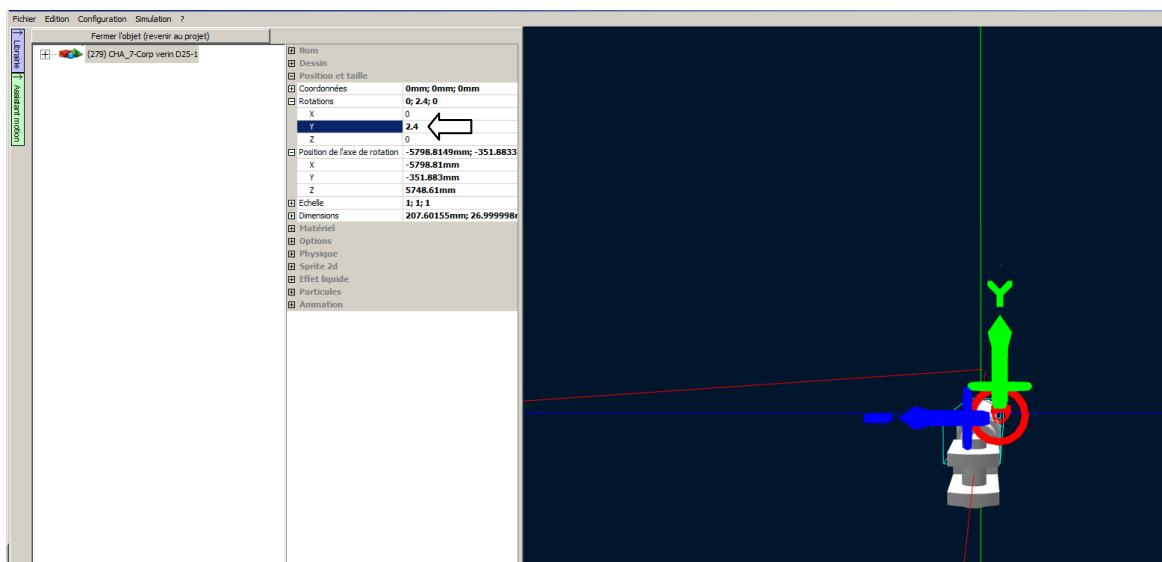 Fichier Edition Configuration Simulation ?
Fermer l'objet (revenir au projet)
Librairie
Assistant motion
(279) CHA_7-Corp verin D25-1
Nom
Dessin
Position et taille
Coordonnées 0mm; 0mm; 0mm
Rotations 0; 2.4; 0
X 0
Y 2.4
Z 0
Position de l'axe de rotation -5798.8149mm; -351.8833
X -5798.81mm
Y -351.883mm
Z 5748.61mm
Echelle 1; 1; 1
Dimensions 207.60155mm; 26.999998
Matériel
Options
Physique
Sprite 2d
Effet liquide
Particules
Animation
Y